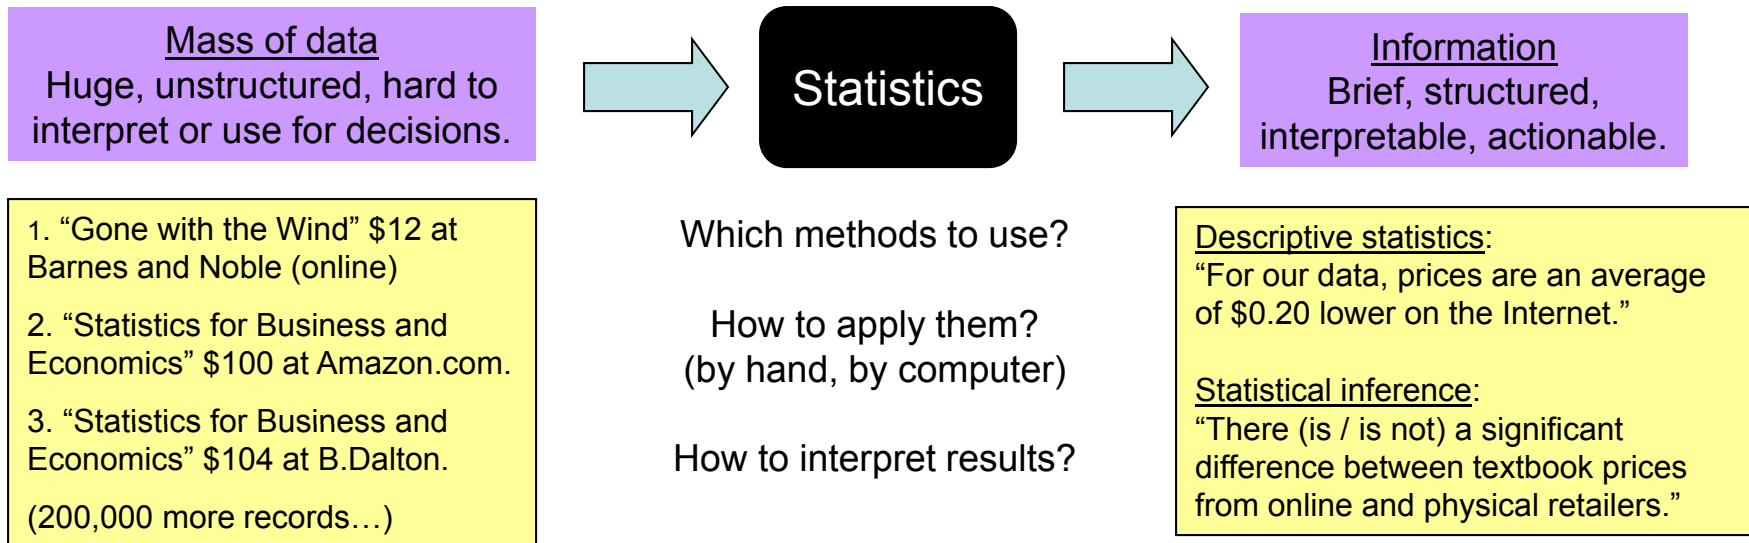 Mass of data
Huge, unstructured, hard to
interpret or use for decisions.
Statistics
Information
Brief, structured,
interpretable, actionable.
1. “Gone with the Wind” $12 at
Barnes and Noble (online)
2. “Statistics for Business and
Economics” $100 at Amazon.com.
3. “Statistics for Business and
Economics” $104 at B.Dalton.
(200,000 more records…)
Which methods to use?
How to apply them?
(by hand, by computer)
How to interpret results?
Descriptive statistics:
“For our data, prices are an average
of $0.20 lower on the Internet.”
Statistical inference:
“There (is / is not) a significant
difference between textbook prices
from online and physical retailers.”